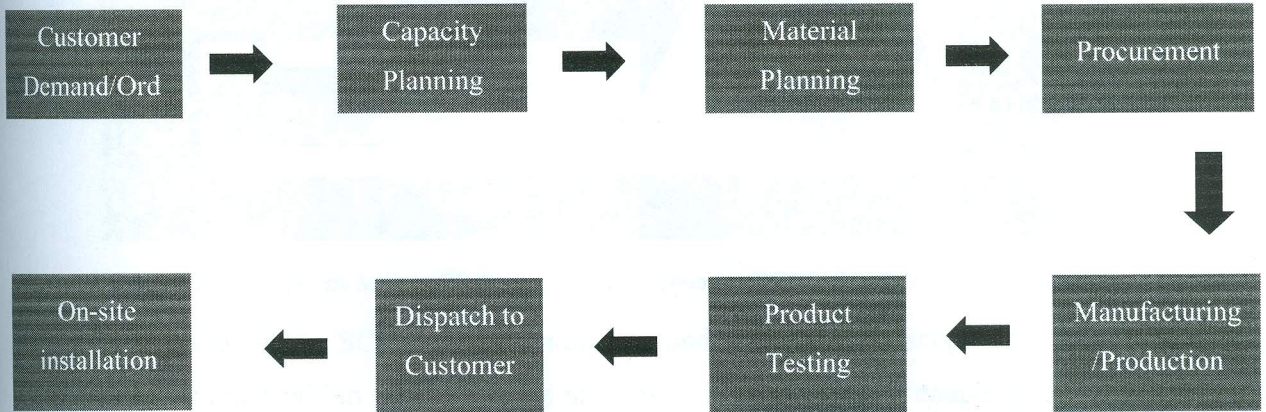 Customer
Demand/Ord
Capacity
Planning
Material
Planning
Procurement
Manufacturing
/Production
Product
Testing
Dispatch to
Customer
On-site
installation